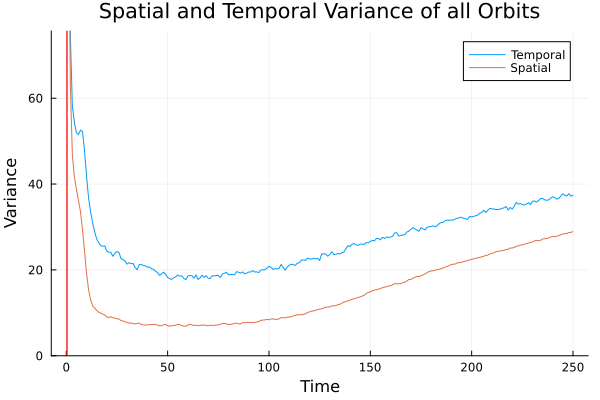 Spatial and Temporal Variance of all Orbits
Temporal
Spatial
Variance
60
40
20
0
0 50 100 150 200 250
Time